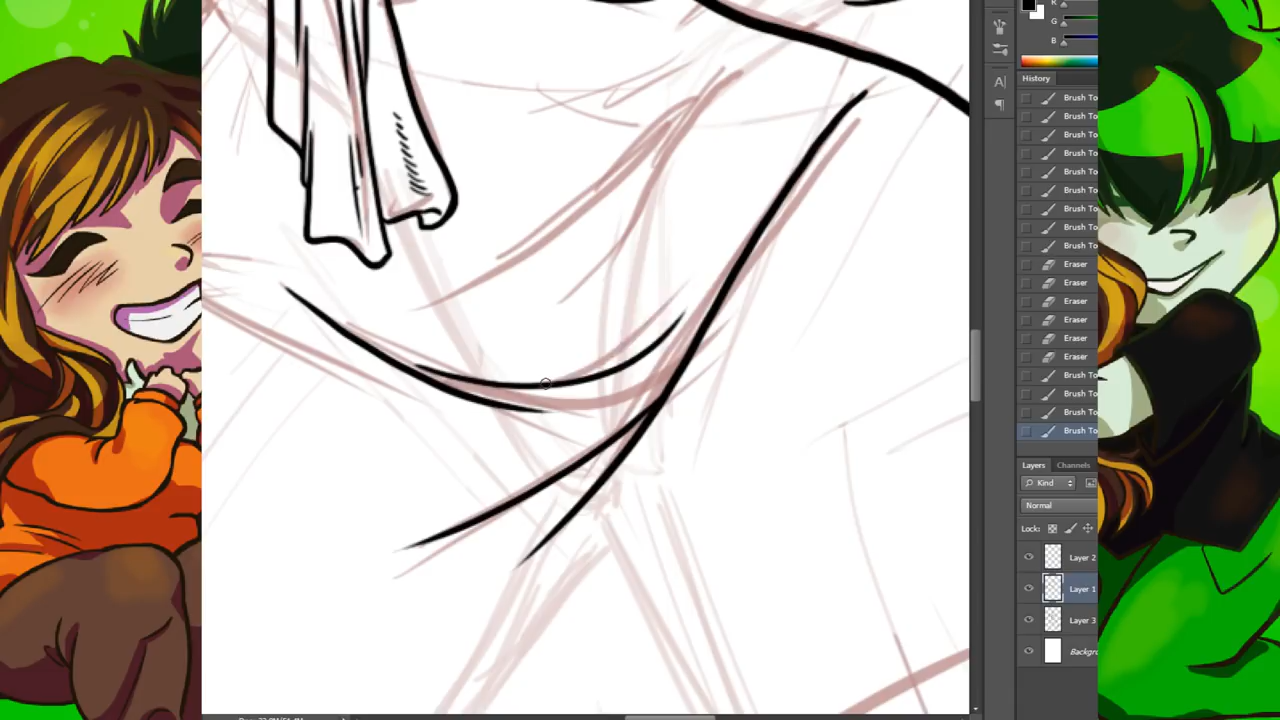 R
G
B
A|
¶
History
Brush To
Brush To
Brush To
Brush To
Brush To
Brush To
Brush To
Brush To
Brush To
Eraser
Eraser
Eraser
Eraser
Eraser
Eraser
Brush To
Brush To
Brush To
Brush To
Layers Channels
Kind
Normal
Lock:
Layer 2
Layer 1
Layer 3
Backgro